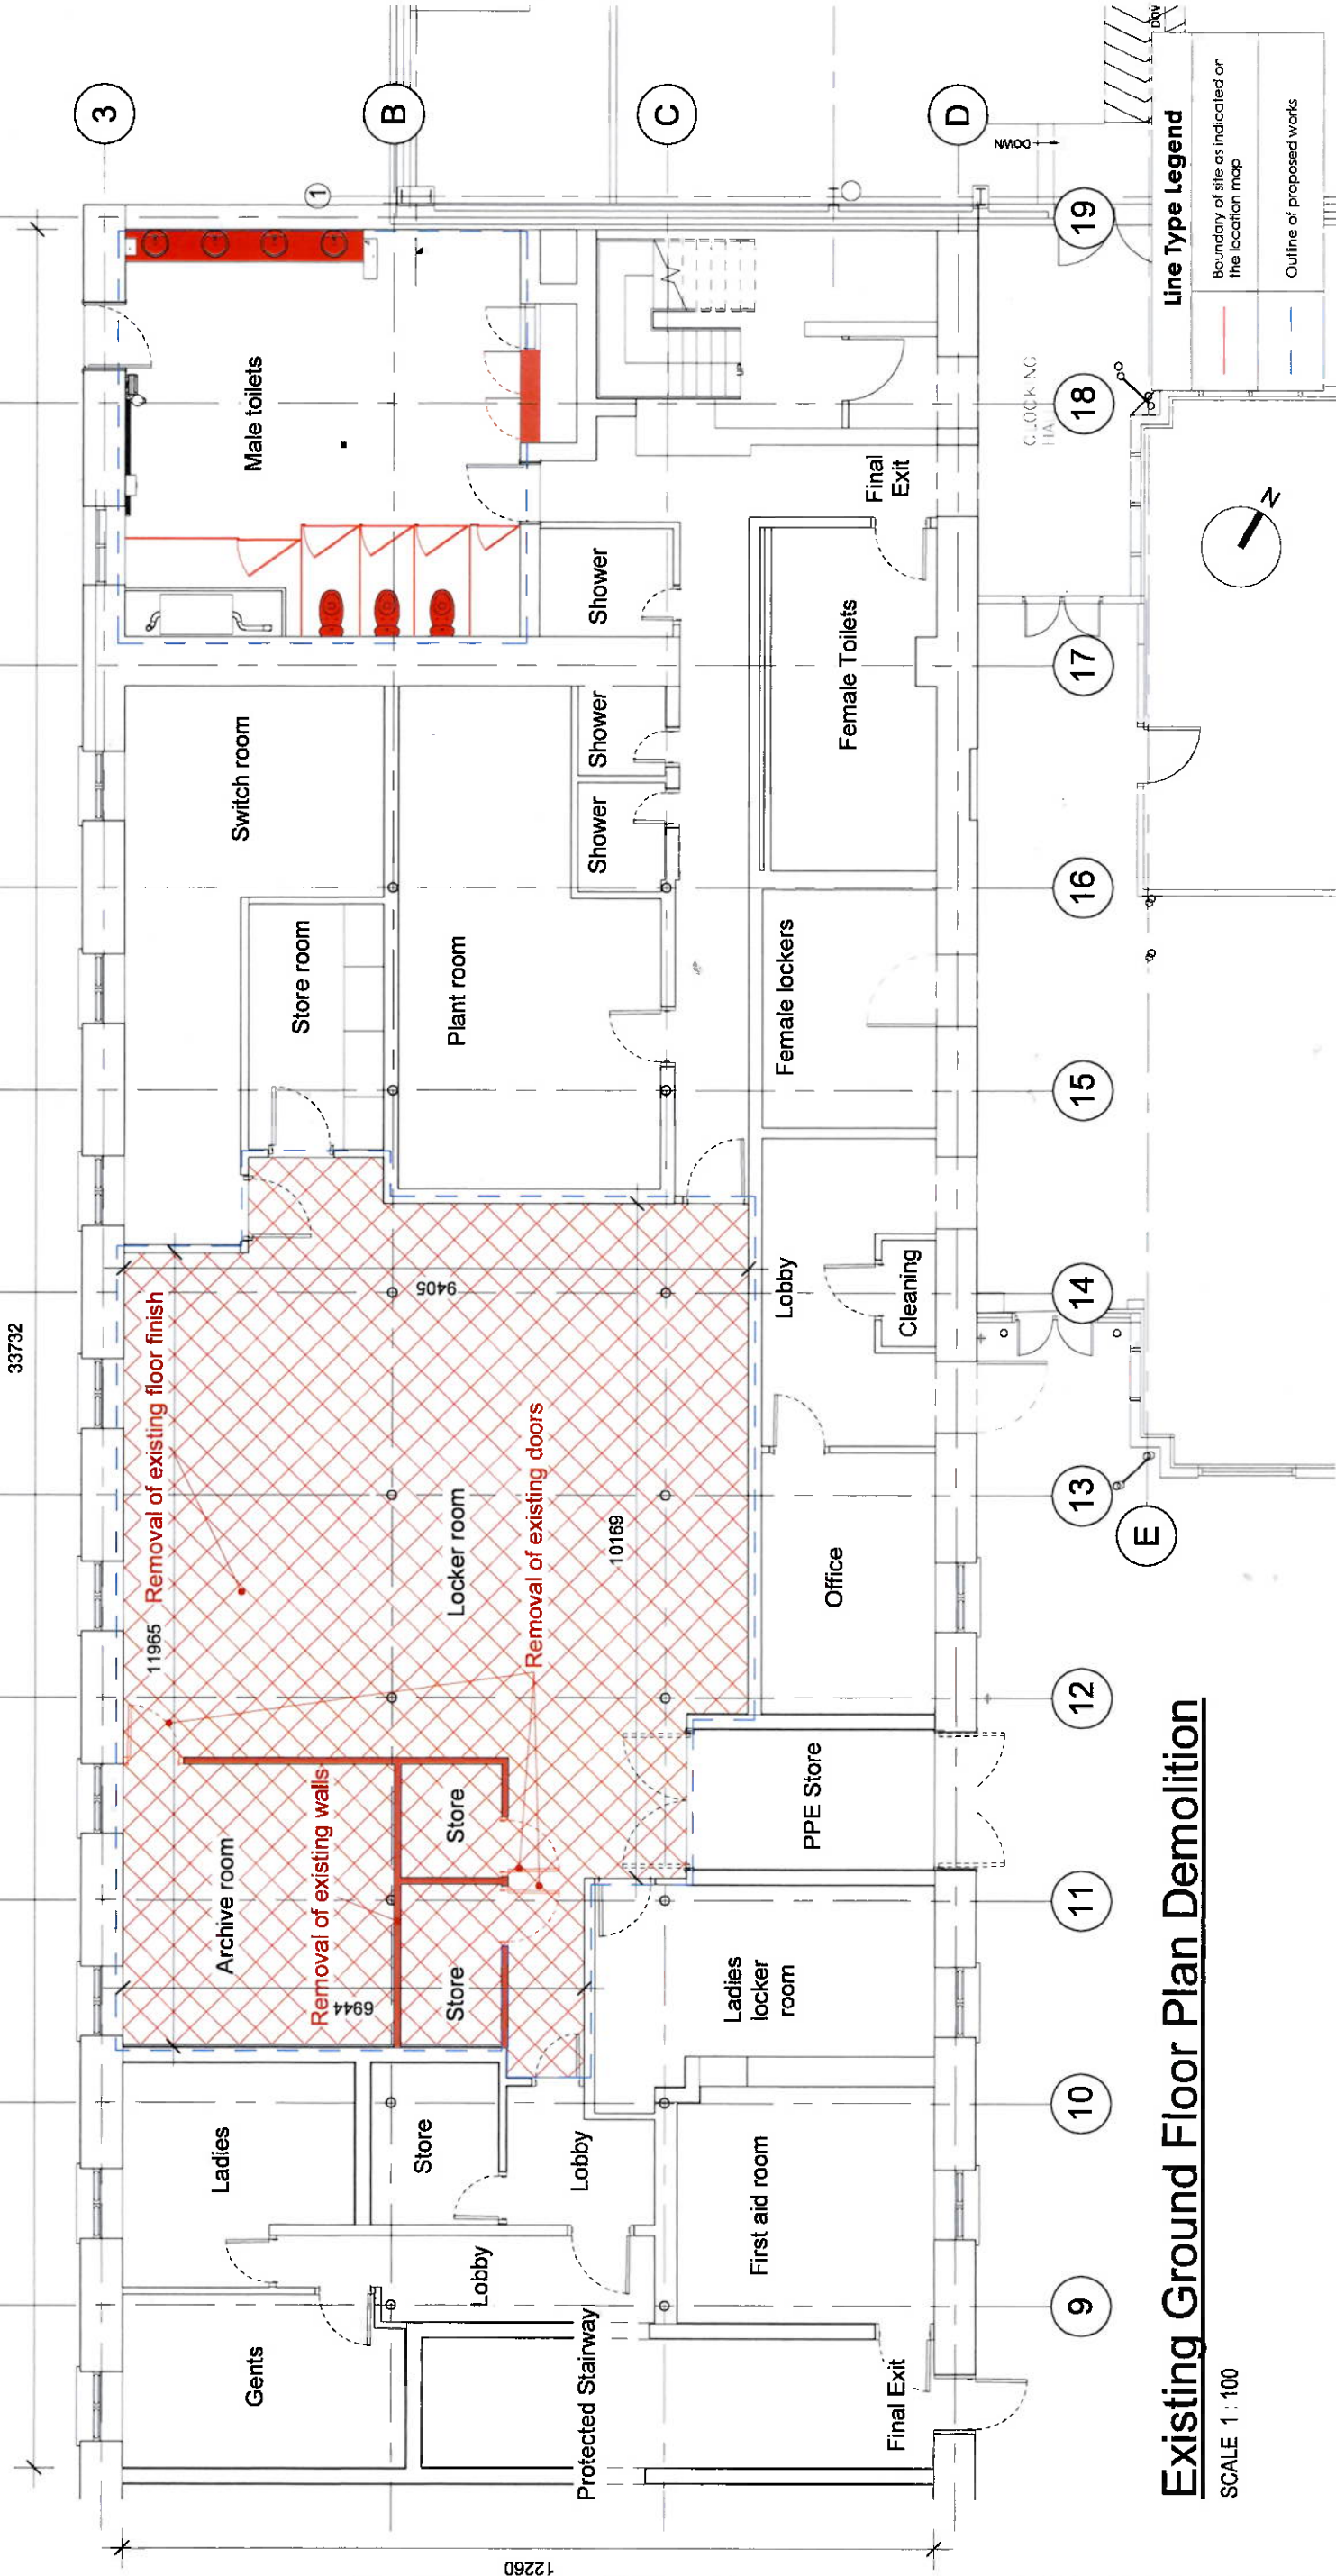 33732
3
B
C
D
1
Male toilets
Switch room
Store room
Plant room
Shower
Shower
Shower
Female Toilets
Final
Exit
Female lockers
UP
DOWN
Removal of existing floor finish
11965
9405
Locker room
Removal of existing doors
10169
Lobby
Cleaning
Office
Archive room
Removal of existing walls
6944
Store
Store
PPE Store
Ladies
locker
room
Ladies
Store
Lobby
Lobby
First aid room
Gents
Protected Stairway
Final Exit
12260
9
10
11
12
13
14
15
16
17
18
19
E
N
Line Type Legend
Boundary of site as indicated on
the location map
Outline of proposed works
Existing Ground Floor Plan Demolition
SCALE 1 : 100